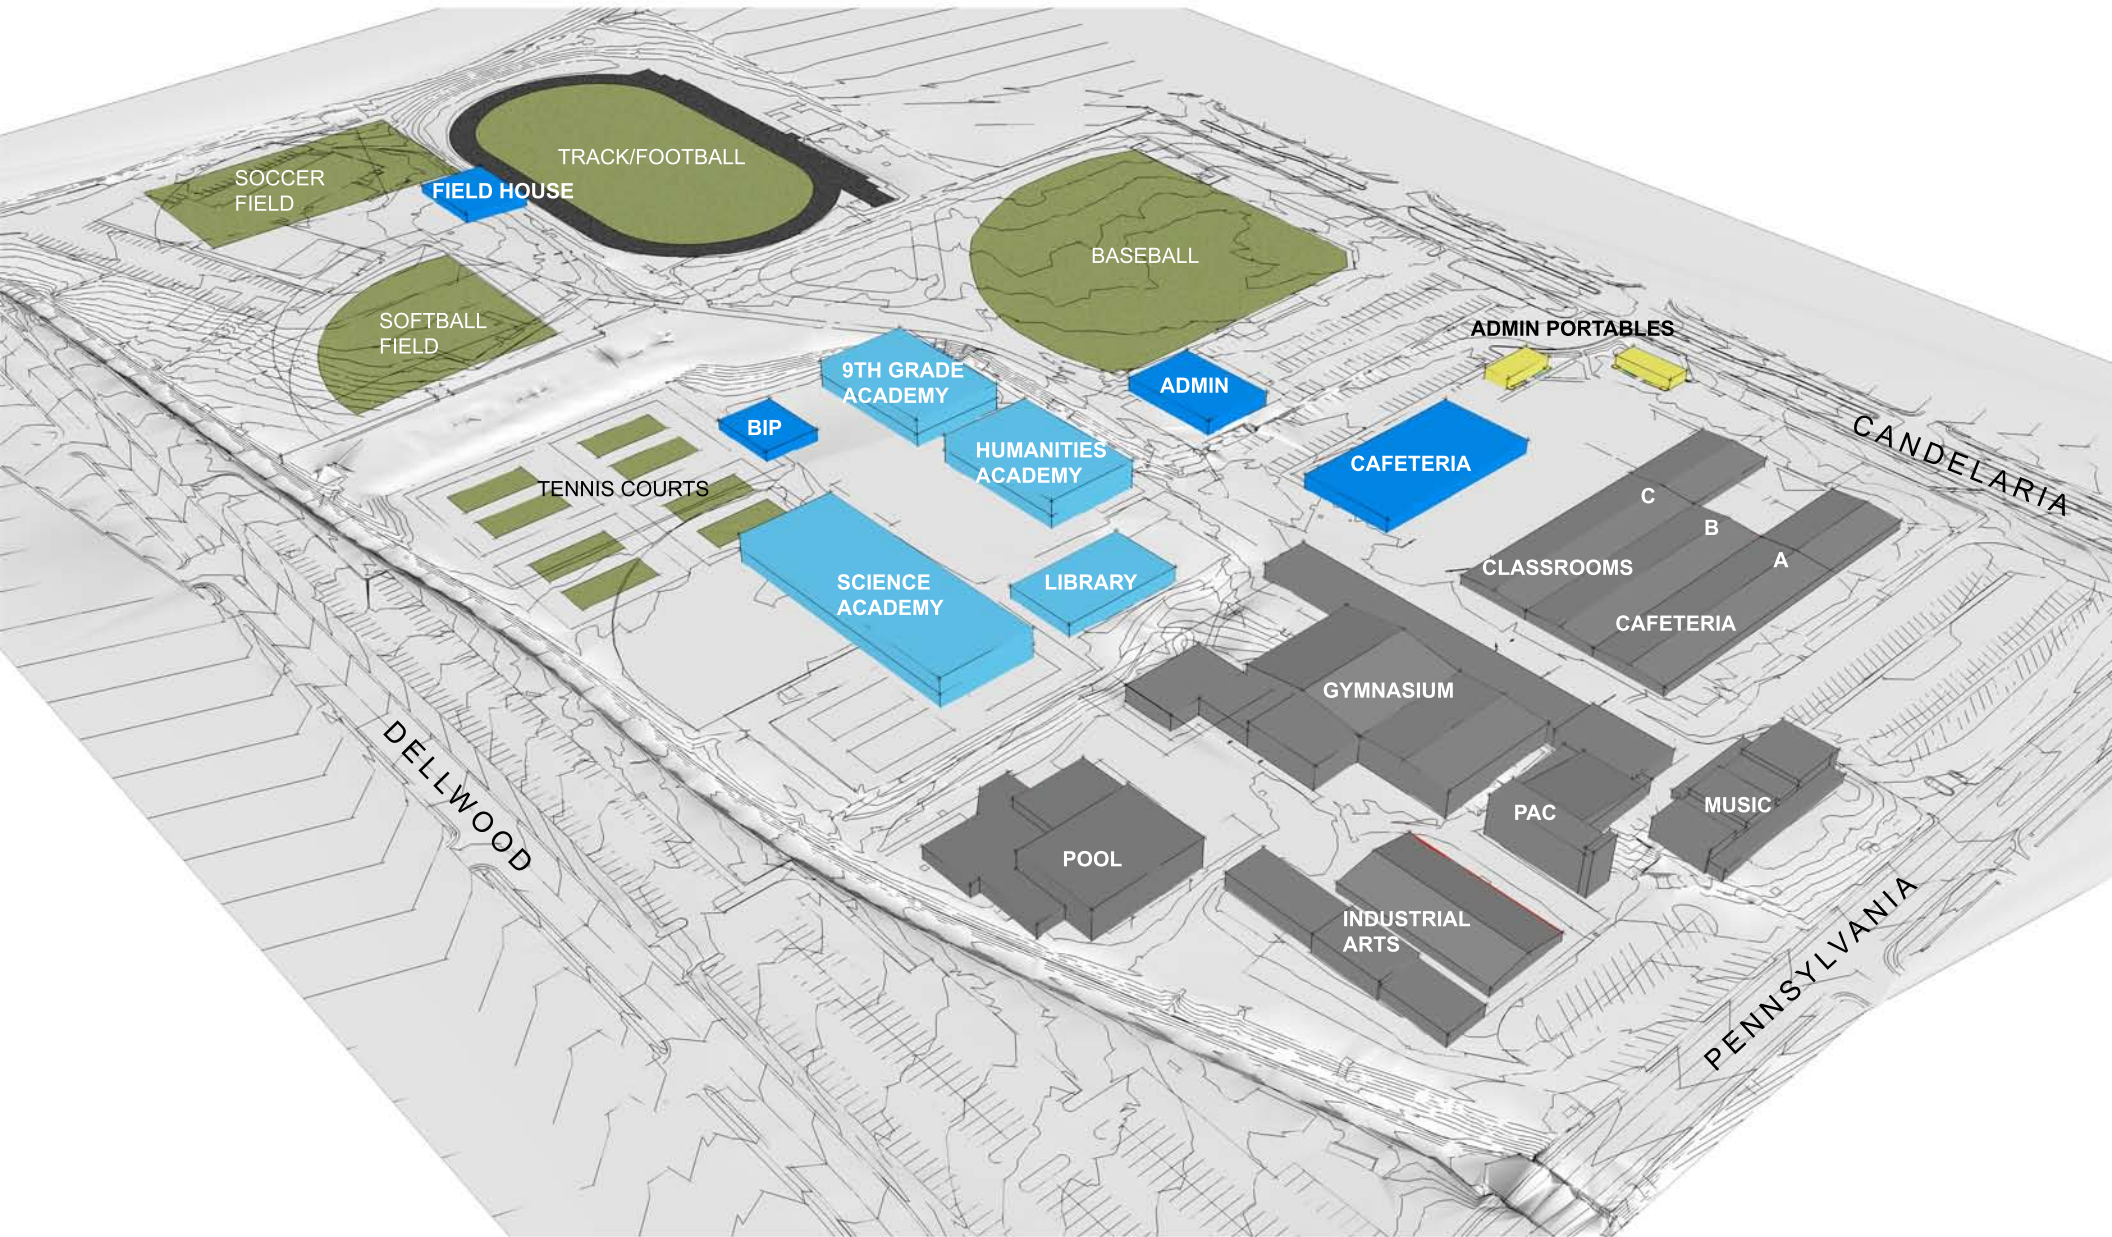 TRACK/FOOTBALL
SOCCER
FIELD
FIELD HOUSE
BASEBALL
SOFTBALL
FIELD
ADMIN PORTABLES
9TH GRADE
ACADEMY
ADMIN
BIP
HUMANITIES
ACADEMY
CAFETERIA
CANDELARIA
TENNIS COURTS
C
B
A
CLASSROOMS
SCIENCE
ACADEMY
LIBRARY
CAFETERIA
GYMNASIUM
DELLWOOD
PAC
MUSIC
POOL
INDUSTRIAL
ARTS
PENNSYLVANIA